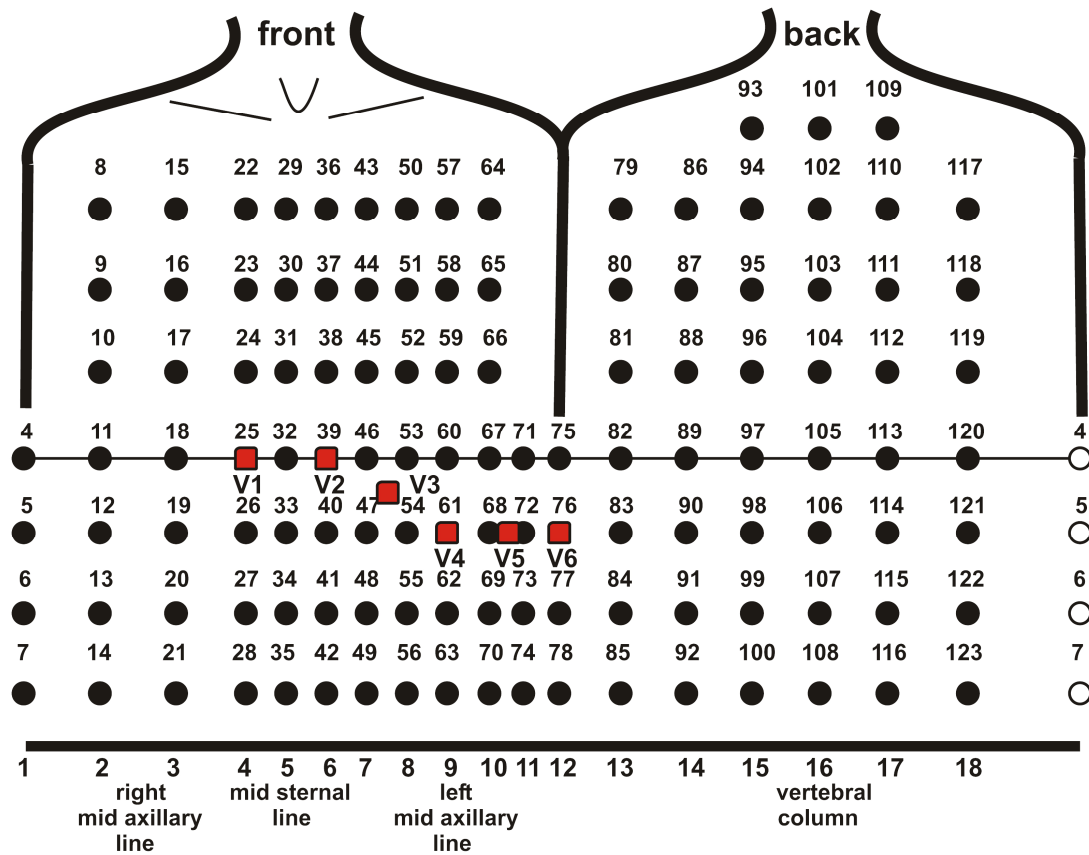 front back
93 101 109
8 15 22 29 36 43 50 57 64 79 86 94 102 110 117
9 16 23 30 37 44 51 58 65 80 87 95 103 111 118
10 17 24 31 38 45 52 59 66 81 88 96 104 112 119
4 11 18 25 32 39 46 53 60 67 71 75 82 89 97 105 113 120 4
V1 V2 V3
5 12 19 26 33 40 47 54 61 68 72 76 83 90 98 106 114 121 5
V4 V5 V6
6 13 20 27 34 41 48 55 62 69 73 77 84 91 99 107 115 122 6
7 14 21 28 35 42 49 56 63 70 74 78 85 92 100 108 116 123 7
1 2 3 4 5 6 7 8 9 10 11 12 13 14 15 16 17 18
right
mid axillary
line
mid sternal
line
left
mid axillary
line
vertebral
column